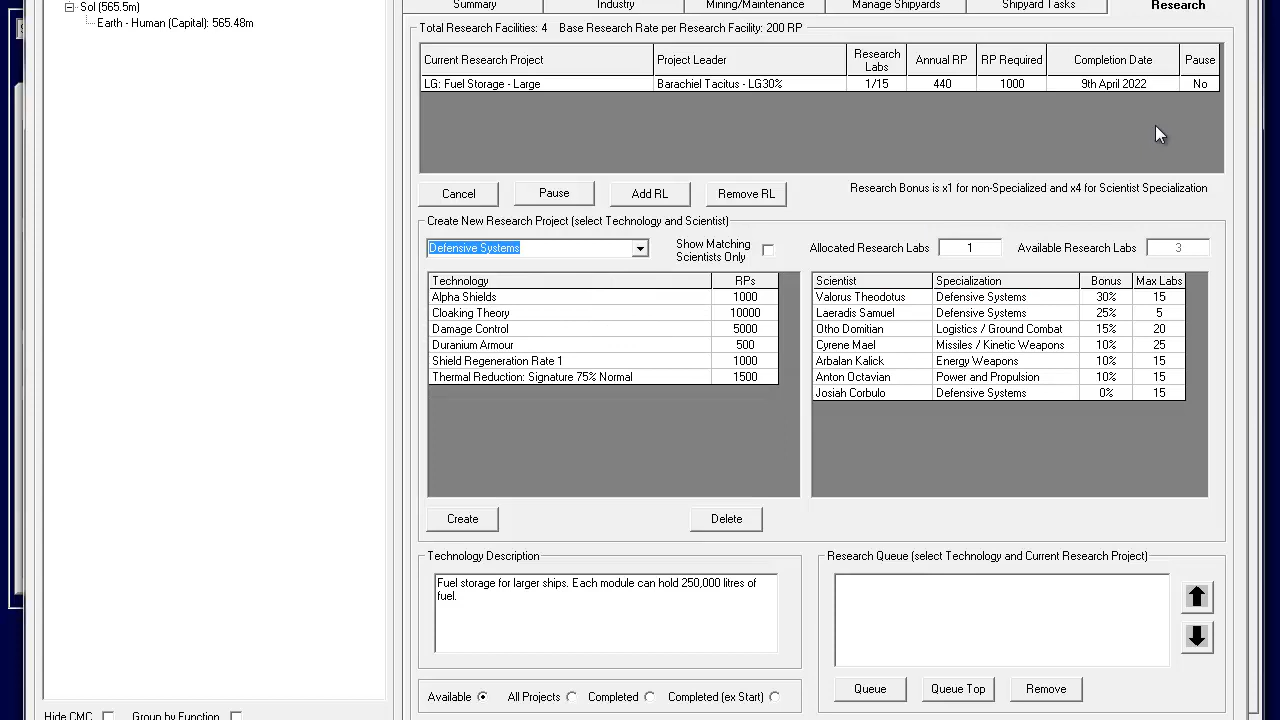 Sol (565.5m)
Earth - Human (Capital): 565.48m
Summary Industry Mining/Maintenance Manage Shipyards Shipyard Tasks Research
Total Research Facilities: 4 Base Research Rate per Research Facility: 200 RP
Current Research Project Project Leader Research Labs Annual RP RP Required Completion Date Pause
LG: Fuel Storage - Large Barachiel Tacitus - LG30% 1/15 440 1000 9th April 2022 No
Cancel Pause Add RL Remove RL Research Bonus is x1 for non-Specialized and x4 for Scientist Specialization
Create New Research Project (select Technology and Scientist)
Defensive Systems Show Matching Scientists Only Allocated Research Labs 1 Available Research Labs 3
Technology RPs Scientist Specialization Bonus Max Labs
Alpha Shields 1000 Valorus Theodotus Defensive Systems 30% 15
Cloaking Theory 10000 Laeradis Samuel Defensive Systems 25% 5
Damage Control 5000 Otho Domitian Logistics / Ground Combat 15% 20
Duranium Armour 500 Cyrene Mael Missiles / Kinetic Weapons 10% 25
Shield Regeneration Rate 1 1000 Arbalan Kalick Energy Weapons 10% 15
Thermal Reduction: Signature 75% Normal 1500 Anton Octavian Power and Propulsion 10% 15
Josiah Corbulo Defensive Systems 0% 15
Create Delete
Technology Description Research Queue (select Technology and Current Research Project)
Fuel storage for larger ships. Each module can hold 250,000 litres of
fuel.
Available All Projects Completed Completed (ex Start) Queue Queue Top Remove
Hide CMC Group by Function